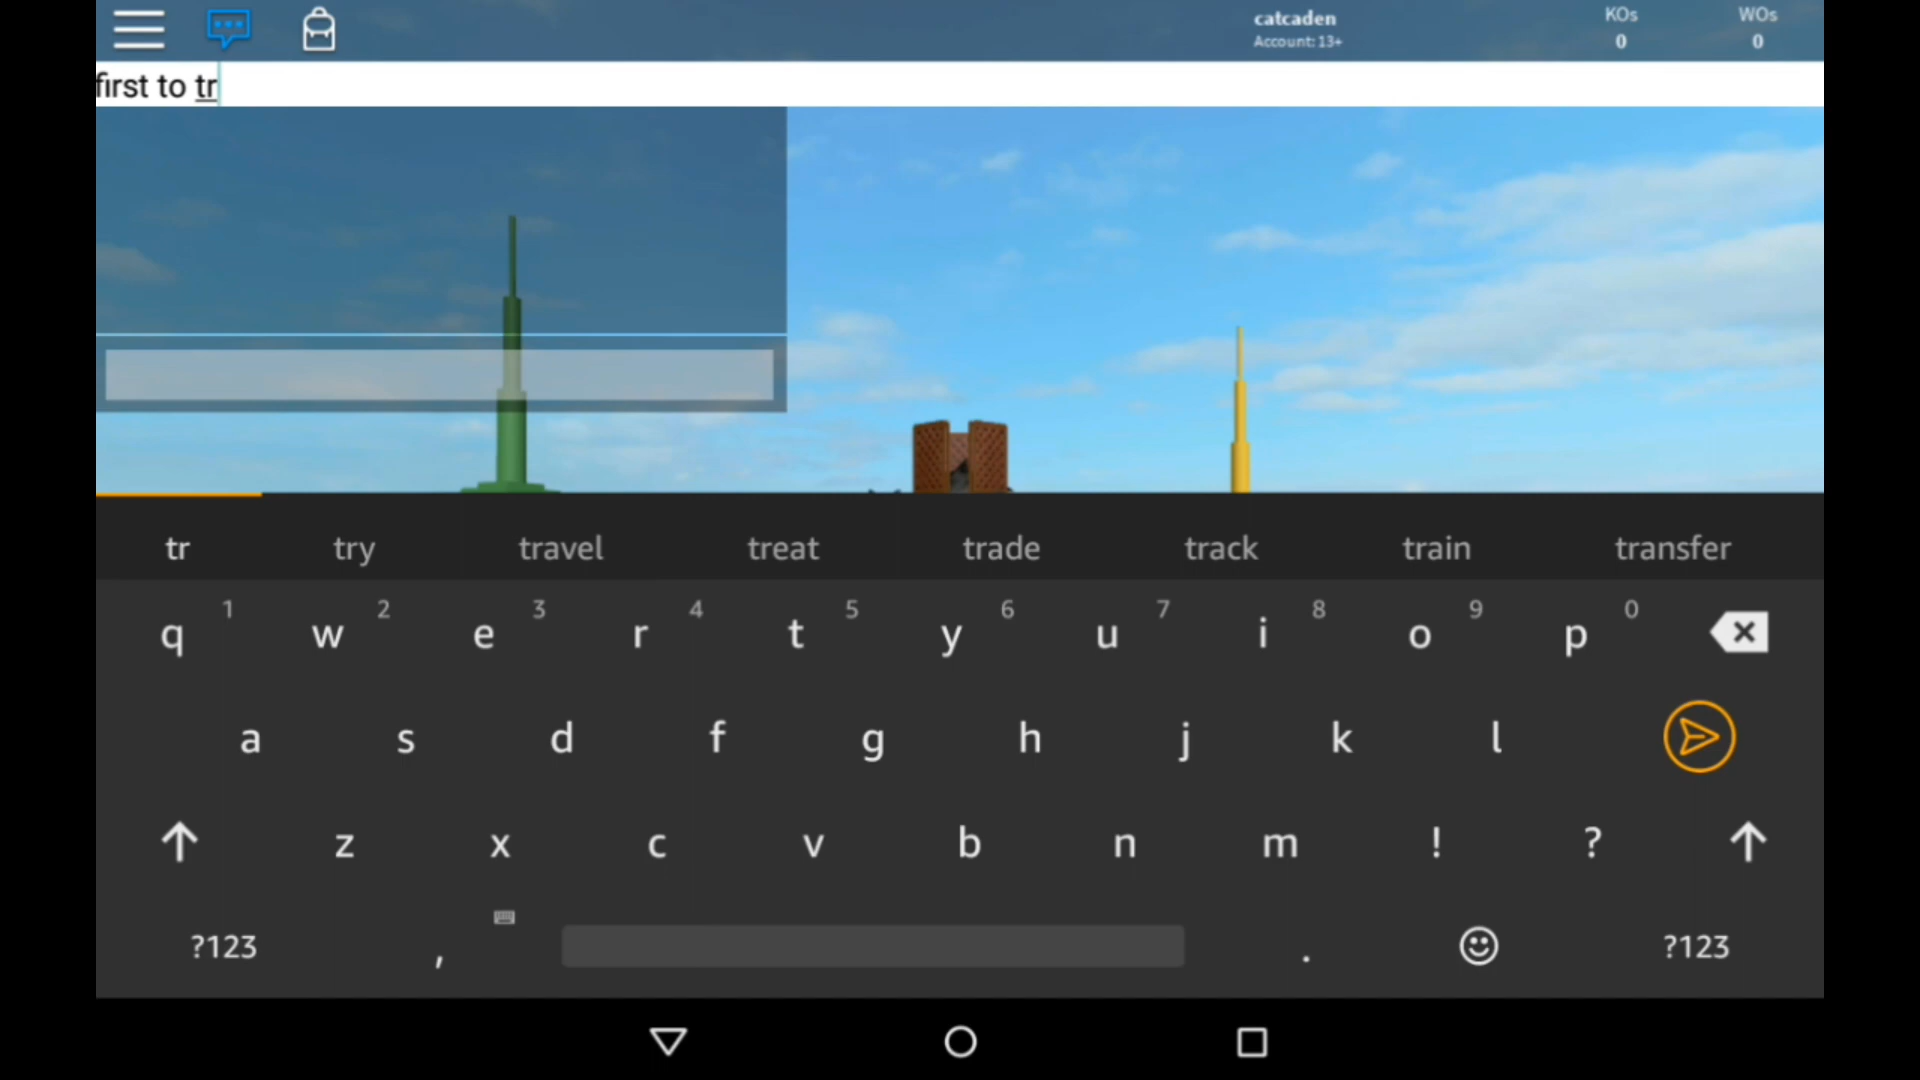 catcaden KOs WOs
Account: 13+ 0 0
first to tr
tr try travel treat trade track train transfer
1 2 3 4 5 6 7 8 9 0
q w e r t y u i o p
a s d f g h j k l
z x c v b n m ! ?
?123 , . ?123